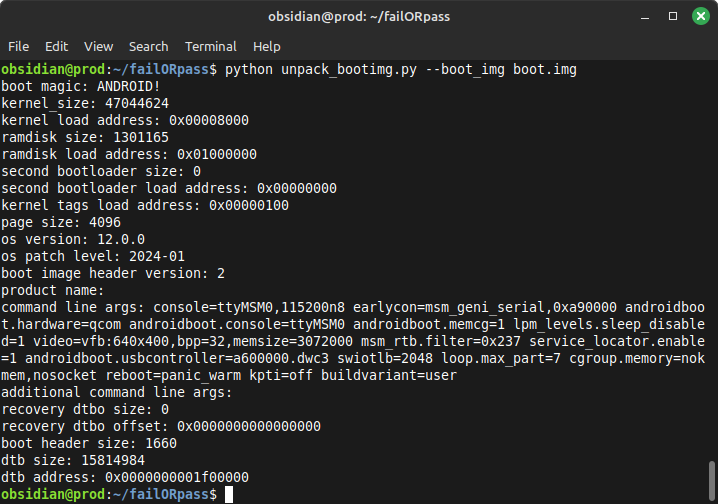 obsidian@prod: ~/failORpass
File Edit View Search Terminal Help
obsidian@prod:~/failORpass$ python unpack_bootimg.py --boot_img boot.img
boot magic: ANDROID!
kernel_size: 47044624
kernel load address: 0x00008000
ramdisk size: 1301165
ramdisk load address: 0x01000000
second bootloader size: 0
second bootloader load address: 0x00000000
kernel tags load address: 0x00000100
page size: 4096
os version: 12.0.0
os patch level: 2024-01
boot image header version: 2
product name:
command line args: console=ttyMSM0,115200n8 earlycon=msm_geni_serial,0xa90000 androidboo
t.hardware=qcom androidboot.console=ttyMSM0 androidboot.memcg=1 lpm_levels.sleep_disable
d=1 video=vfb:640x400,bpp=32,memsize=3072000 msm_rtb.filter=0x237 service_locator.enable
=1 androidboot.usbcontroller=a600000.dwc3 swiotlb=2048 loop.max_part=7 cgroup.memory=nok
mem,nosocket reboot=panic_warm kpti=off buildvariant=user
additional command line args:
recovery dtbo size: 0
recovery dtbo offset: 0x0000000000000000
boot header size: 1660
dtb size: 15814984
dtb address: 0x0000000001f00000
obsidian@prod:~/failORpass$